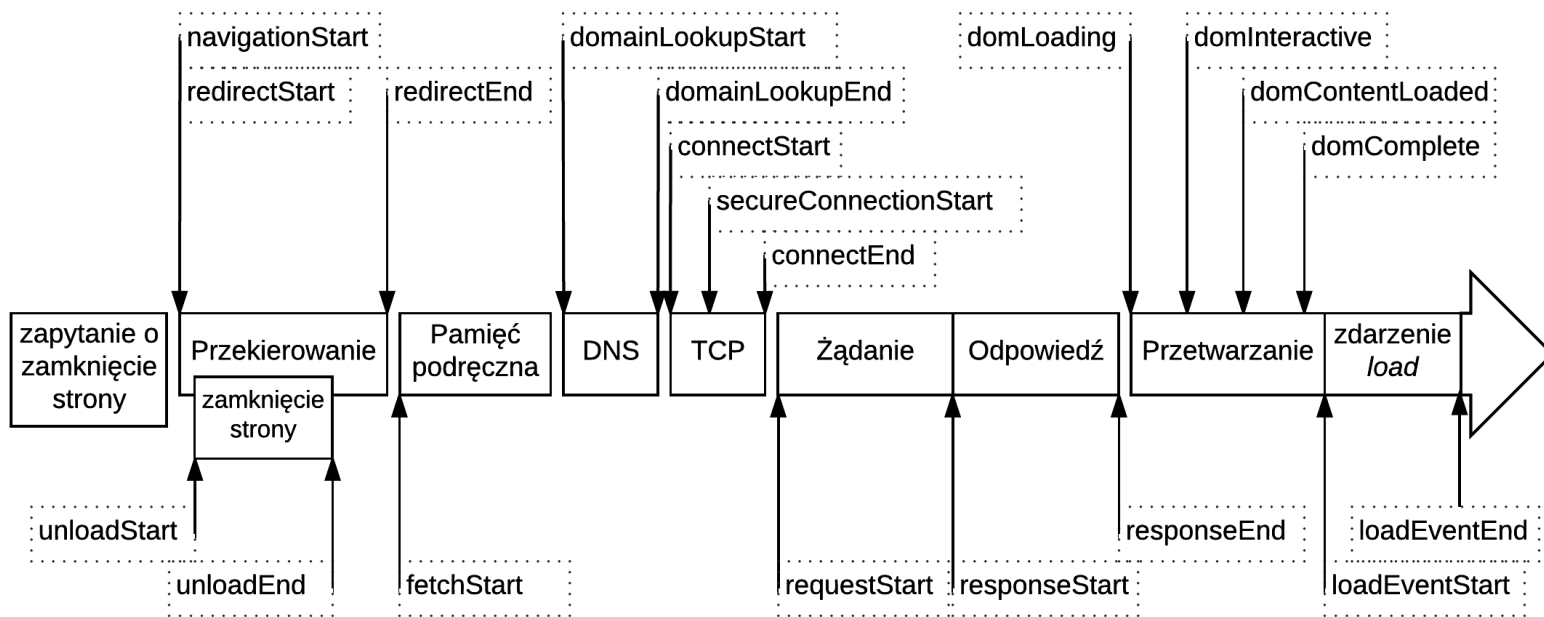 navigationStart
domainLookupStart
domLoading
domInteractive
redirectStart
redirectEnd
domainLookupEnd
domContentLoaded
connectStart
domComplete
secureConnectionStart
connectEnd
zapytanie o
zamknięcie
strony
Przekierowanie
Pamięć
podręczna
DNS
TCP
Żądanie
Odpowiedź
Przetwarzanie
zdarzenie
load
zamknięcie
strony
unloadStart
responseEnd
loadEventEnd
unloadEnd
fetchStart
requestStart
responseStart
loadEventStart